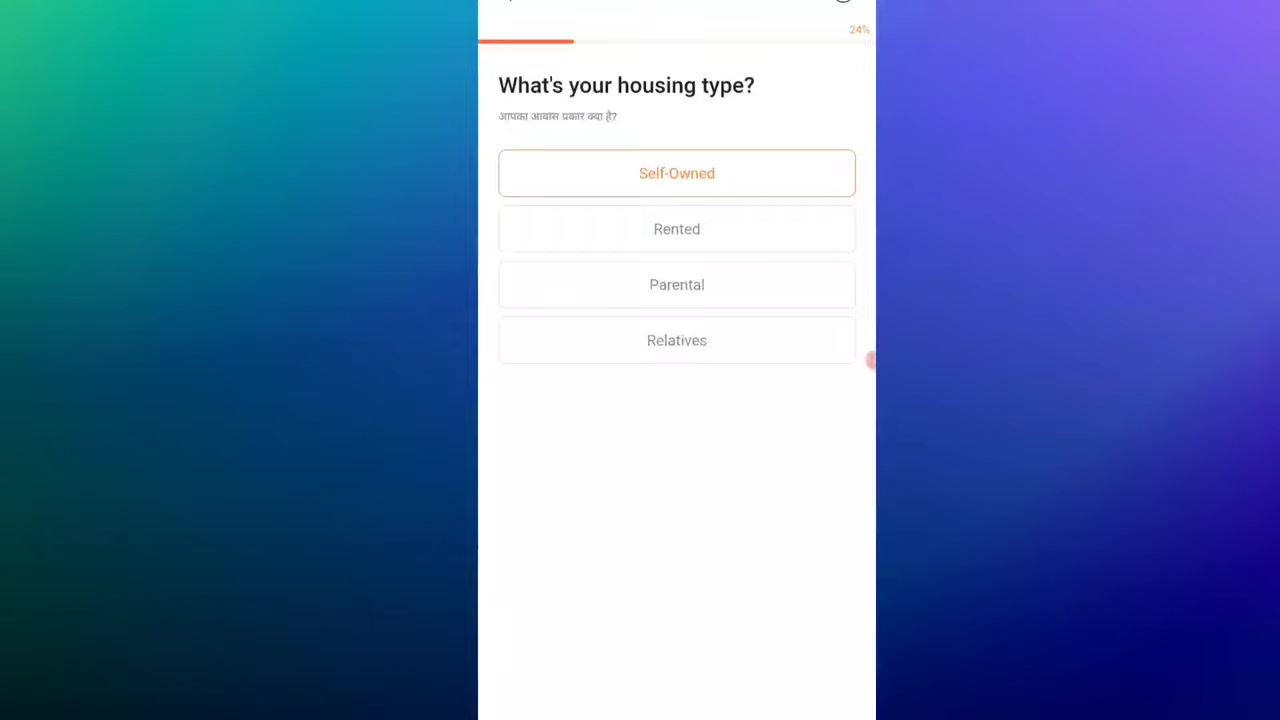 24%
What's your housing type?
आपका आवास प्रकार क्या है?
Self-Owned
Rented
Parental
Relatives